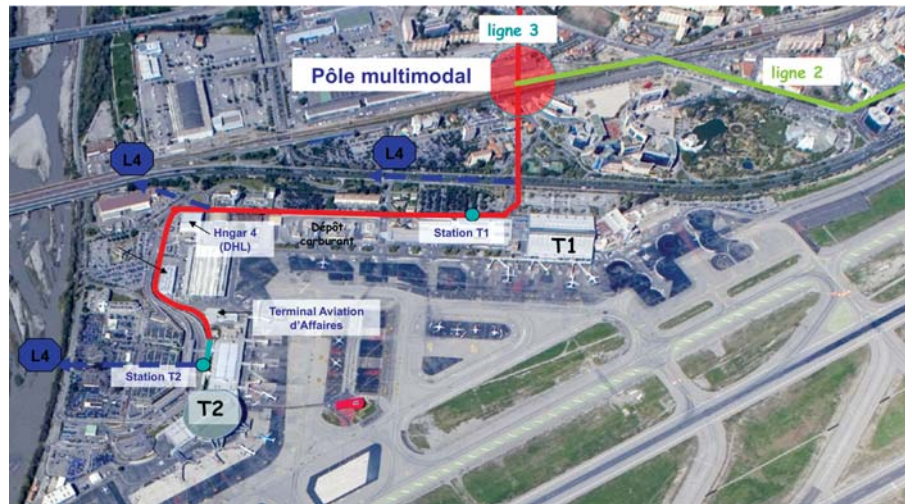 ligne 3
Pôle multimodal
ligne 2
L4
L4
Hngar 4
(DHL)
Dépôt
carburant
Station T1
T1
Terminal Aviation
d'Affaires
L4
Station T2
T2